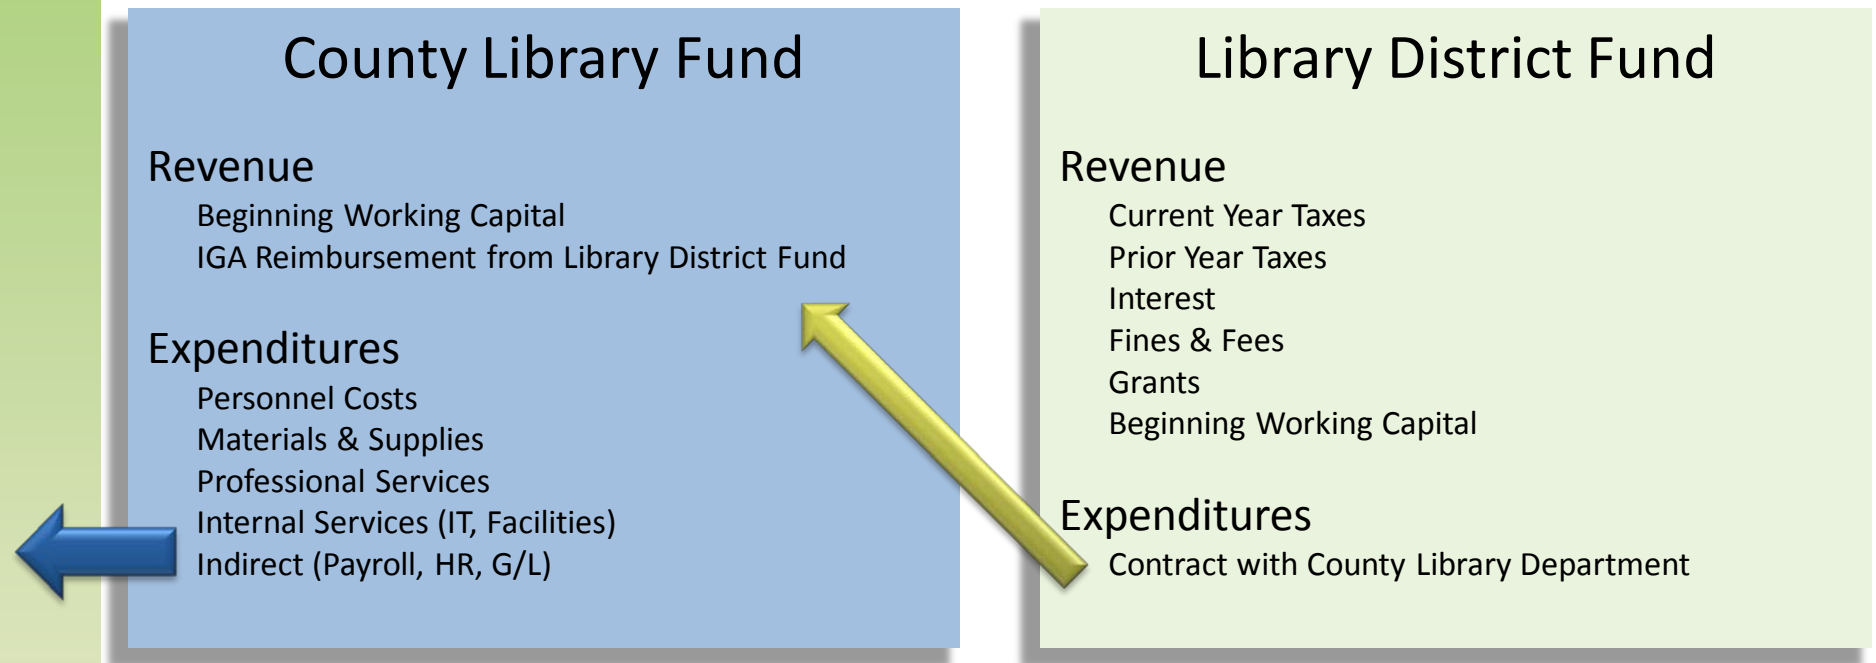 County Library Fund
Revenue
Beginning Working Capital
IGA Reimbursement from Library District Fund
Expenditures
Personnel Costs
Materials & Supplies
Professional Services
Internal Services (IT, Facilities)
Indirect (Payroll, HR, G/L)
Library District Fund
Revenue
Current Year Taxes
Prior Year Taxes
Interest
Fines & Fees
Grants
Beginning Working Capital
Expenditures
Contract with County Library Department